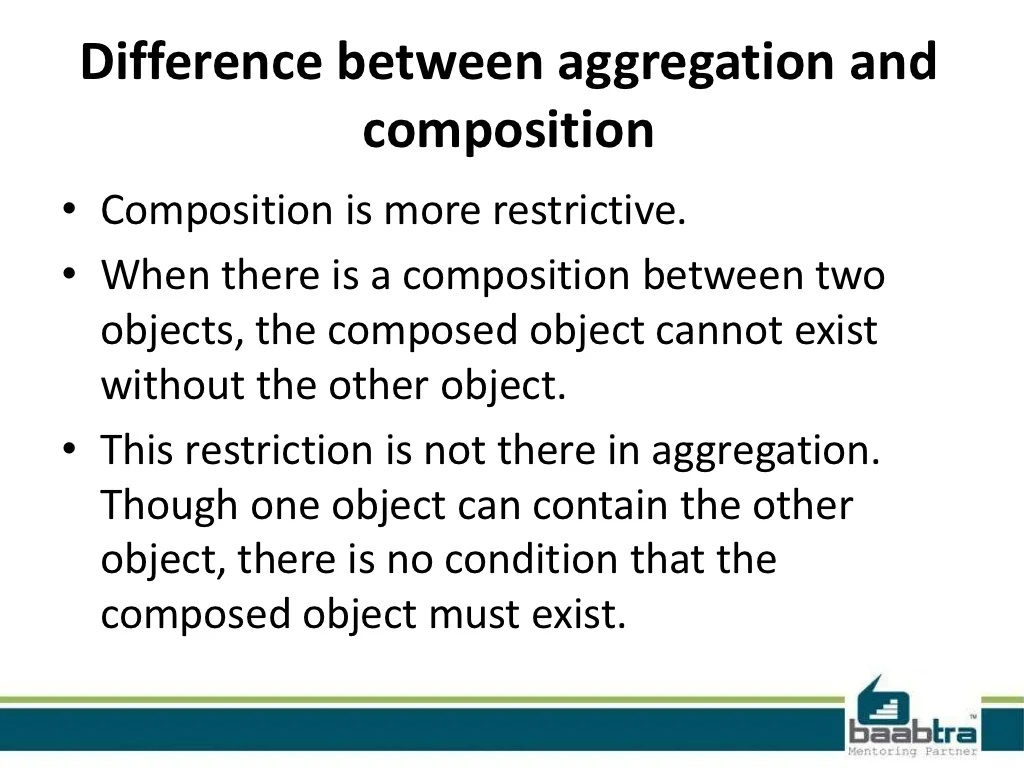 Difference between aggregation and
composition
• Composition is more restrictive.
• When there is a composition between two
objects, the composed object cannot exist
without the other object.
• This restriction is not there in aggregation.
Though one object can contain the other
object, there is no condition that the
composed object must exist.
baabtra™
Mentoring Partner